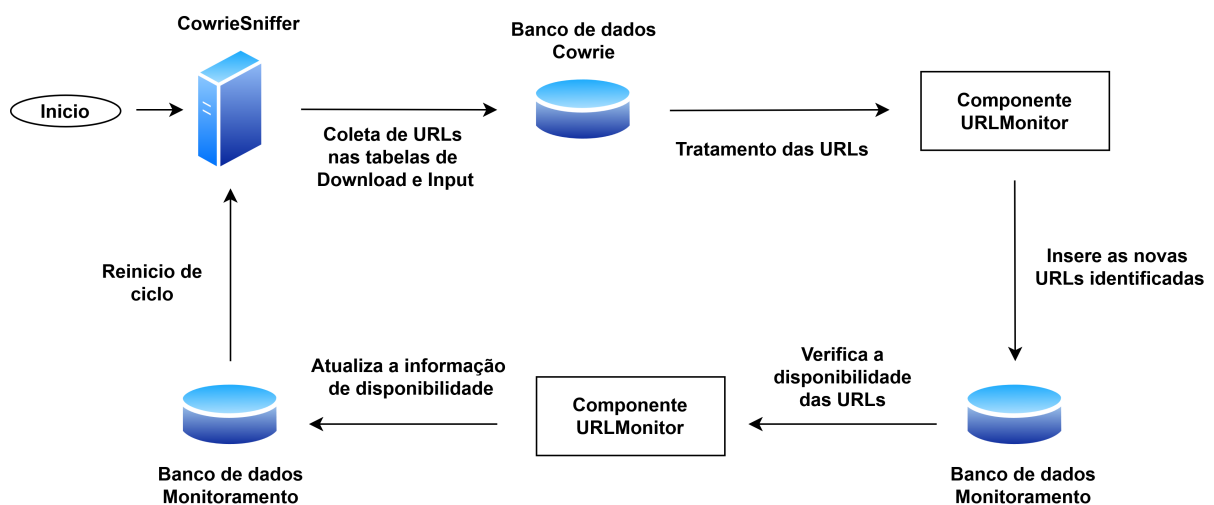 CowrieSniffer
Banco de dados
Cowrie
Inicio
Componente
URLMonitor
Coleta de URLs
nas tabelas de
Download e Input
Tratamento das URLs
Reinicio de
ciclo
Insere as novas
URLs identificadas
Atualiza a informação
de disponibilidade
Verifica a
disponibilidade
das URLs
Componente
URLMonitor
Banco de dados
Monitoramento
Banco de dados
Monitoramento